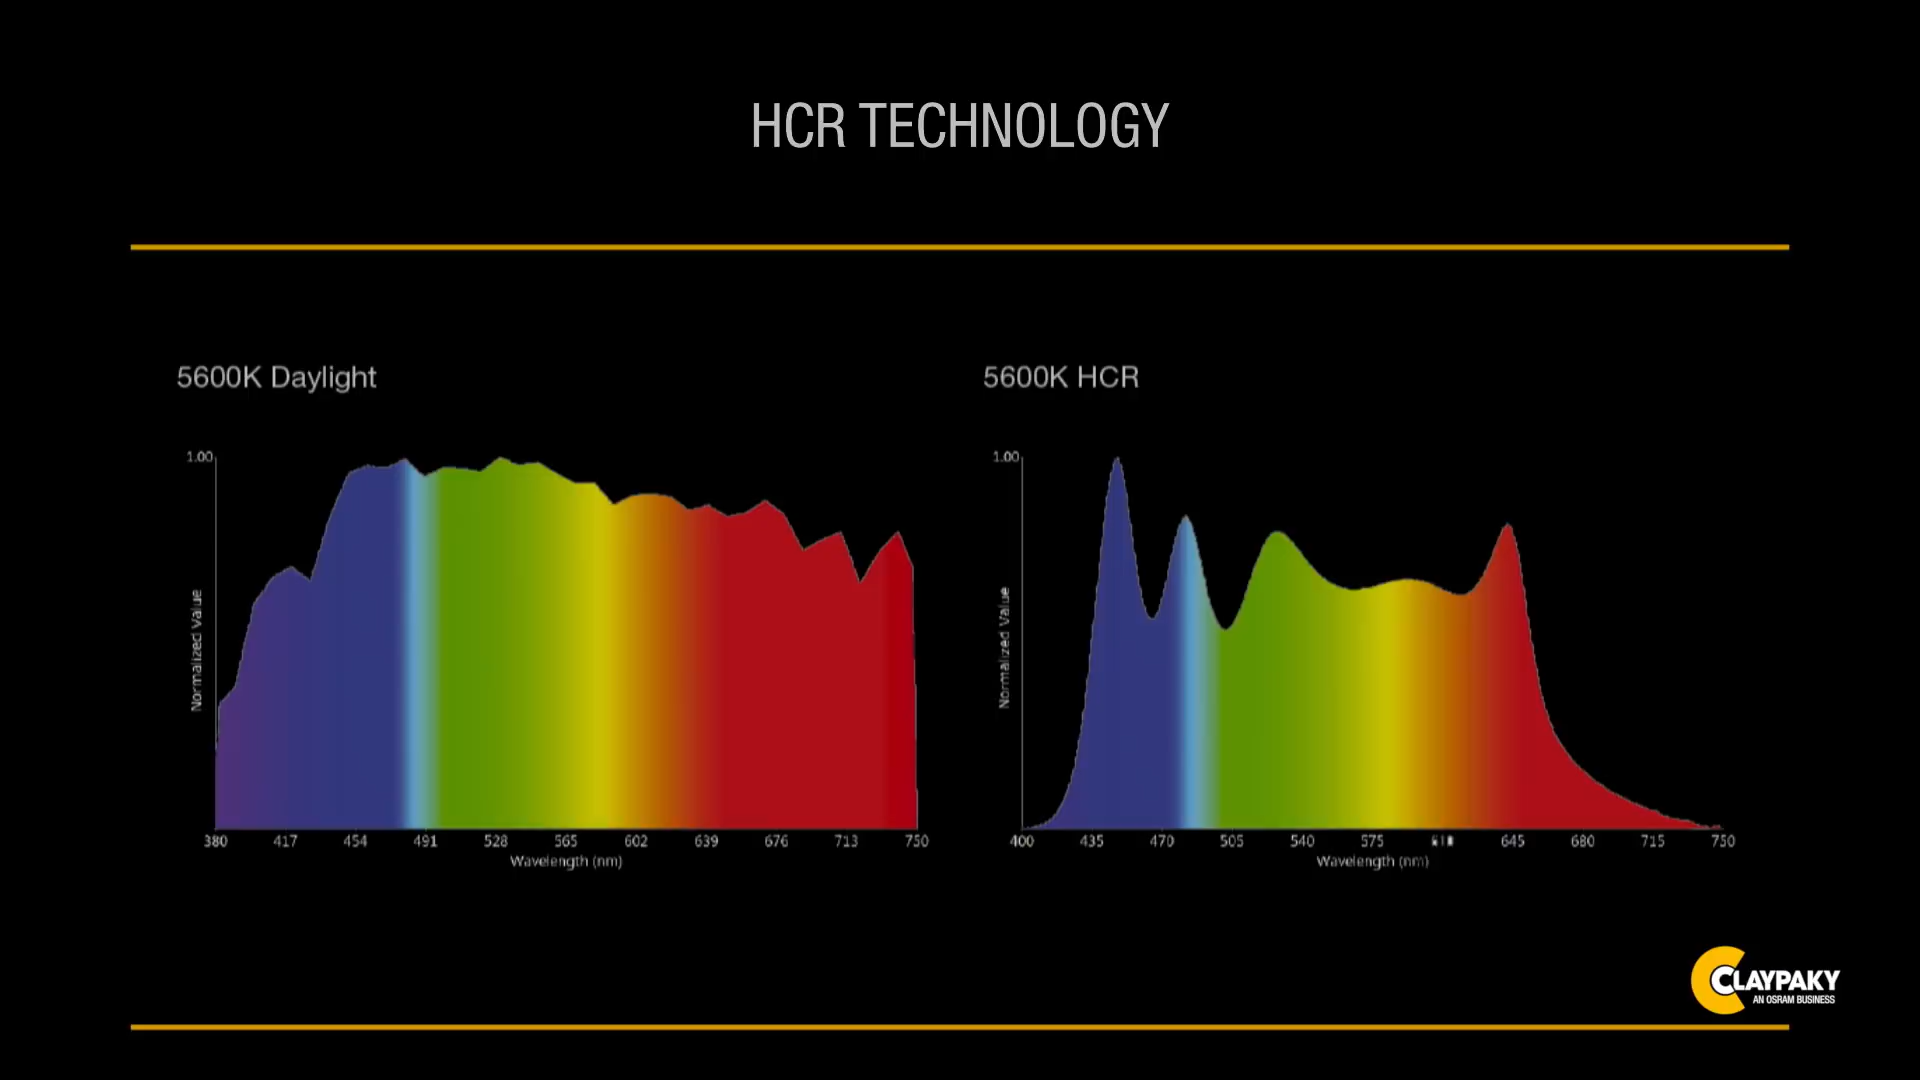 HCR TECHNOLOGY
5600K Daylight
1.00
Normalized Value
380 417 454 491 528 565 602 639 676 713 750
Wavelength (nm)
5600K HCR
1.00
Normalized Value
400 435 470 505 540 575 645 680 715 750
Wavelength (nm)
CLAYPAKY
AN OSRAM BUSINESS